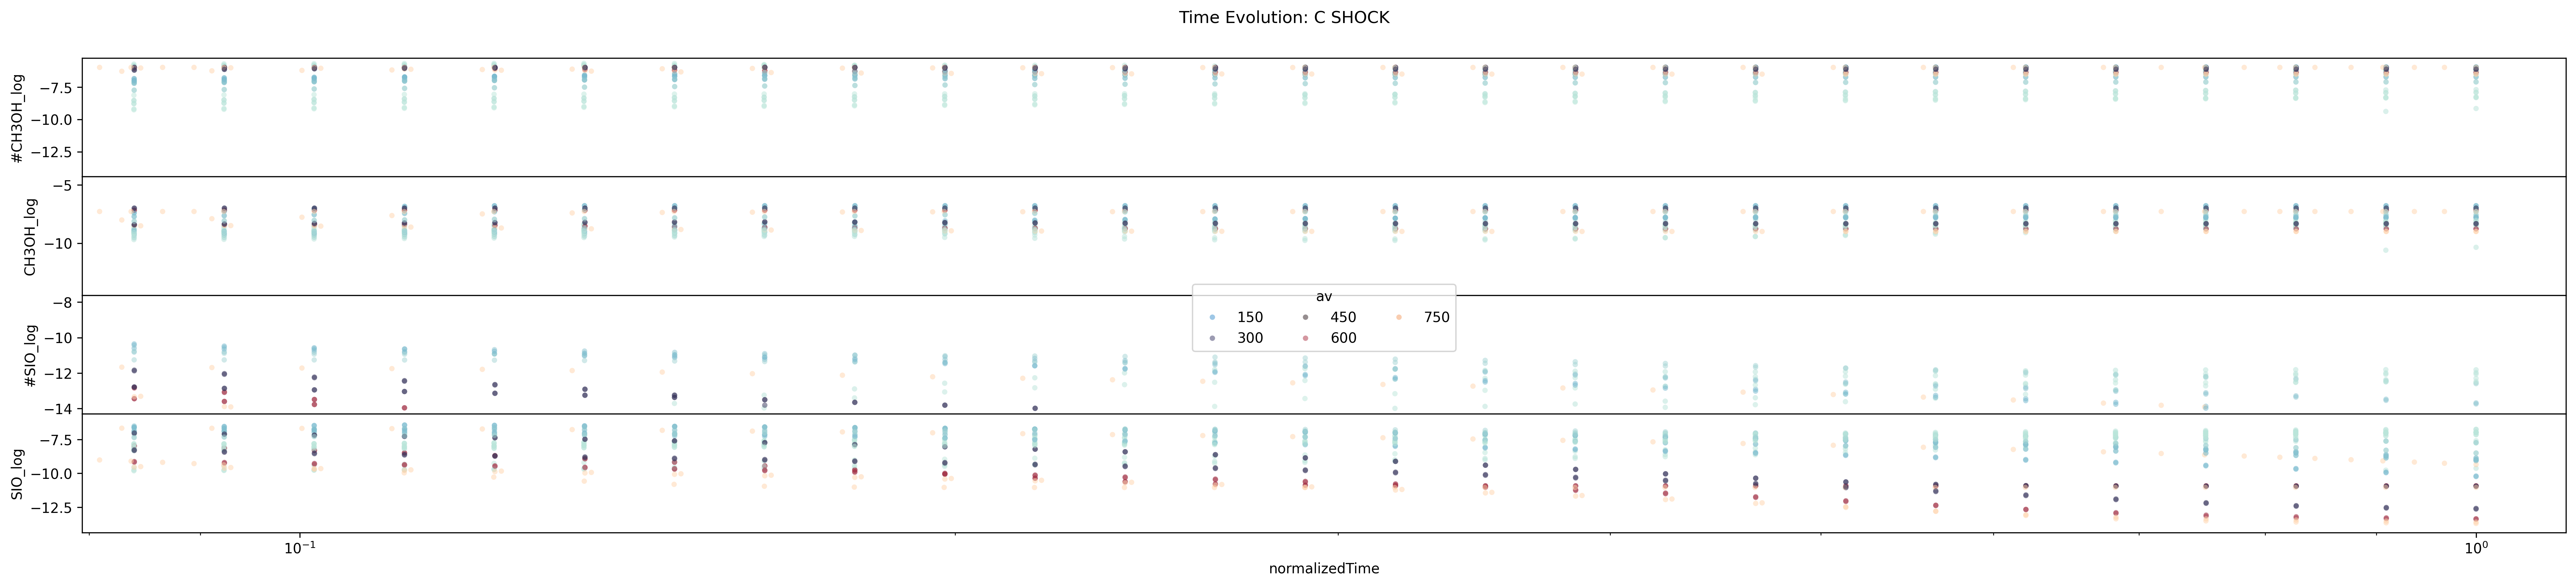 Time Evolution: C SHOCK
#CH3OH_log
−7.5
−10.0
−12.5
CH3OH_log
−5
−10
#SIO_log
−8
−10
−12
−14
av
150 450 750
300 600
SIO_log
−7.5
−10.0
−12.5
10⁻¹ 10⁰
normalizedTime